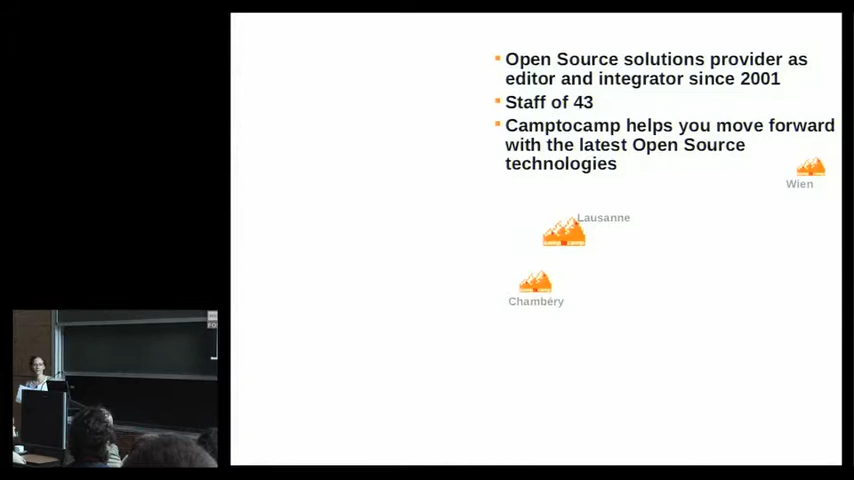 Open Source solutions provider as
editor and integrator since 2001
Staff of 43
Camptocamp helps you move forward
with the latest Open Source
technologies
Wien
Lausanne
Chambéry